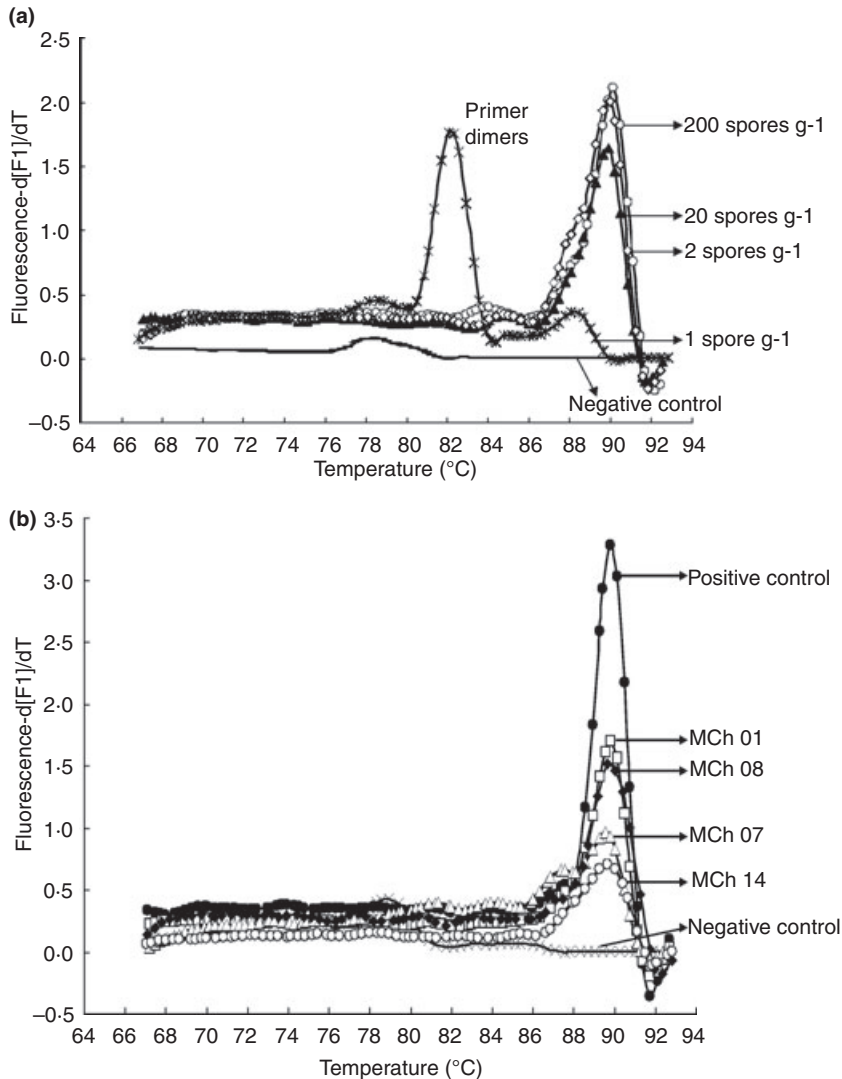 (a)
Fluorescence-d[F1]/dT
2·5
2·0
1·5
1·0
0·5
0·0
–0·5
Primer
dimers
200 spores g-1
20 spores g-1
2 spores g-1
1 spore g-1
Negative control
64 66 68 70 72 74 76 78 80 82 84 86 88 90 92 94
Temperature (°C)
(b)
Fluorescence-d[F1]/dT
3·5
3·0
2·5
2·0
1·5
1·0
0·5
0·0
–0·5
Positive control
MCh 01
MCh 08
MCh 07
MCh 14
Negative control
64 66 68 70 72 74 76 78 80 82 84 86 88 90 92 94
Temperature (°C)